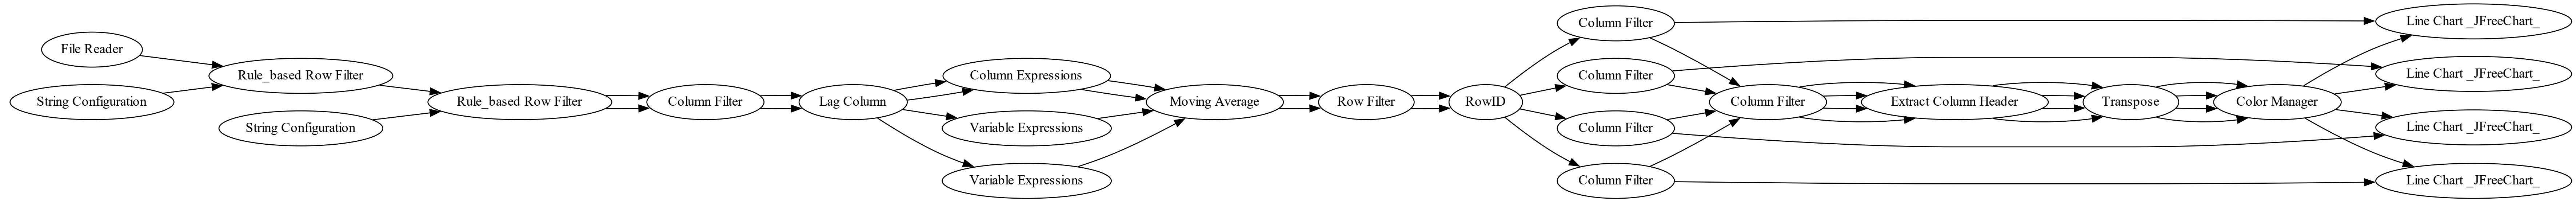 File Reader
String Configuration
Rule_based Row Filter
String Configuration
Rule_based Row Filter
Column Filter
Lag Column
Column Expressions
Variable Expressions
Variable Expressions
Moving Average
Row Filter
RowID
Column Filter
Column Filter
Column Filter
Column Filter
Column Filter
Extract Column Header
Transpose
Color Manager
Line Chart _JFreeChart_
Line Chart _JFreeChart_
Line Chart _JFreeChart_
Line Chart _JFreeChart_